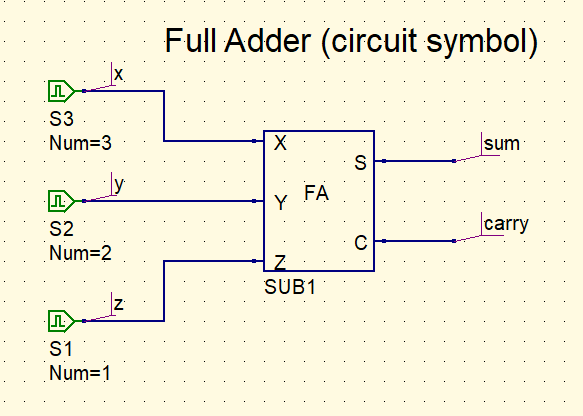 Full Adder (circuit symbol)
x
S3
Num=3
X
S
sum
y
S2
Num=2
Y
FA
C
carry
Z
SUB1
z
S1
Num=1